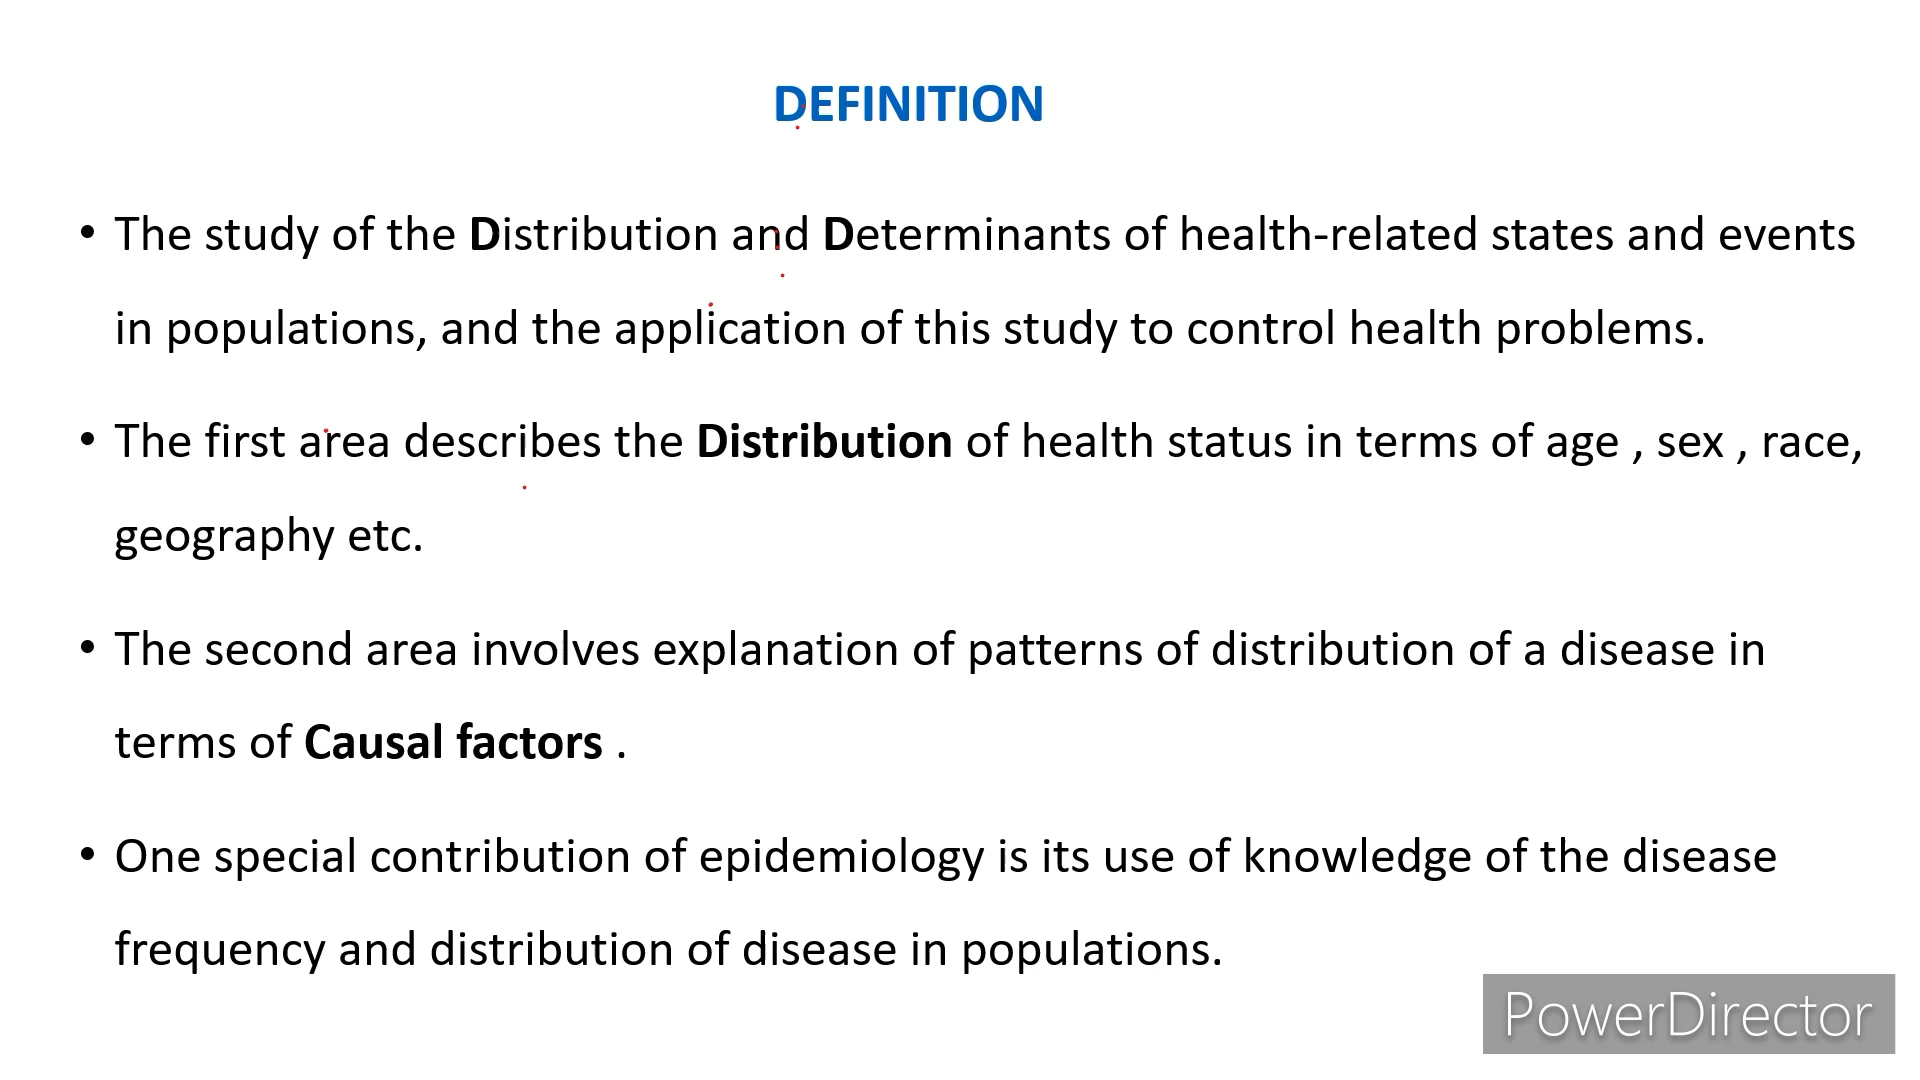 DEFINITION
• The study of the Distribution and Determinants of health-related states and events
in populations, and the application of this study to control health problems.
• The first area describes the Distribution of health status in terms of age , sex , race,
geography etc.
• The second area involves explanation of patterns of distribution of a disease in
terms of Causal factors .
• One special contribution of epidemiology is its use of knowledge of the disease
frequency and distribution of disease in populations.
PowerDirector